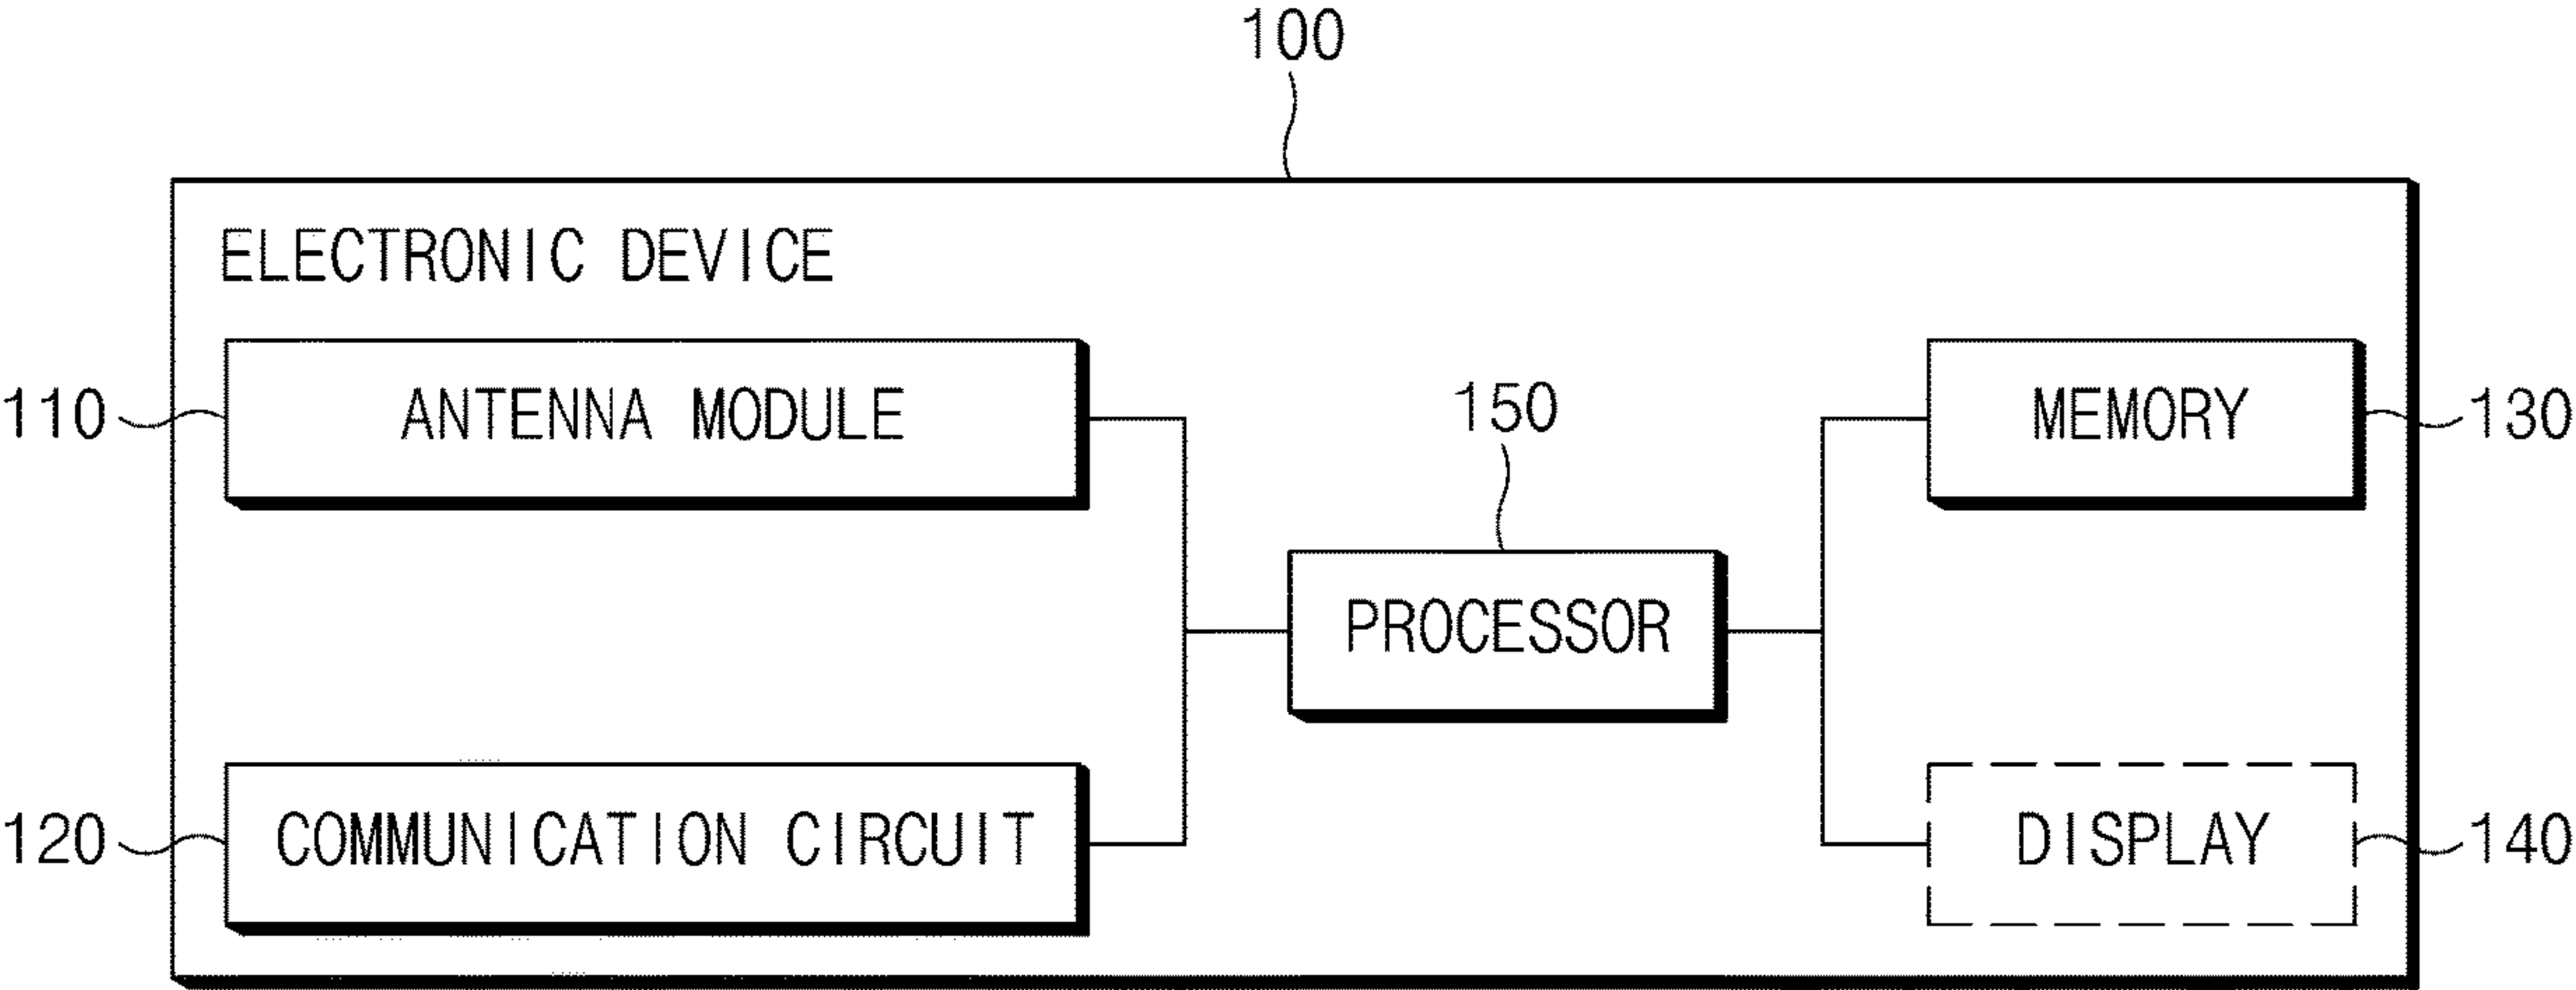 100
ELECTRONIC DEVICE
110
ANTENNA MODULE
150
MEMORY
130
PROCESSOR
120
COMMUNICATION CIRCUIT
DISPLAY
140